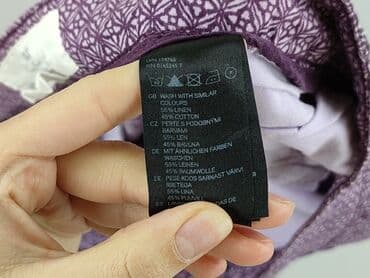 GB: WASH WITH SIMILAR
COLOURS
55% LINEN
45% COTTON
CZ: PERTE S PODOBNÝMI
BARVAMI
55% LEN
45% BAVLNA
DE: MIT ÄHNLICHEN FARBEN
WASCHEN
55% LEINEN
45% BAUMWOLLE
EE: PESE KOOS SARNAST VÄRVI
RIIETEGA
55% LINA
45% PUUVILL